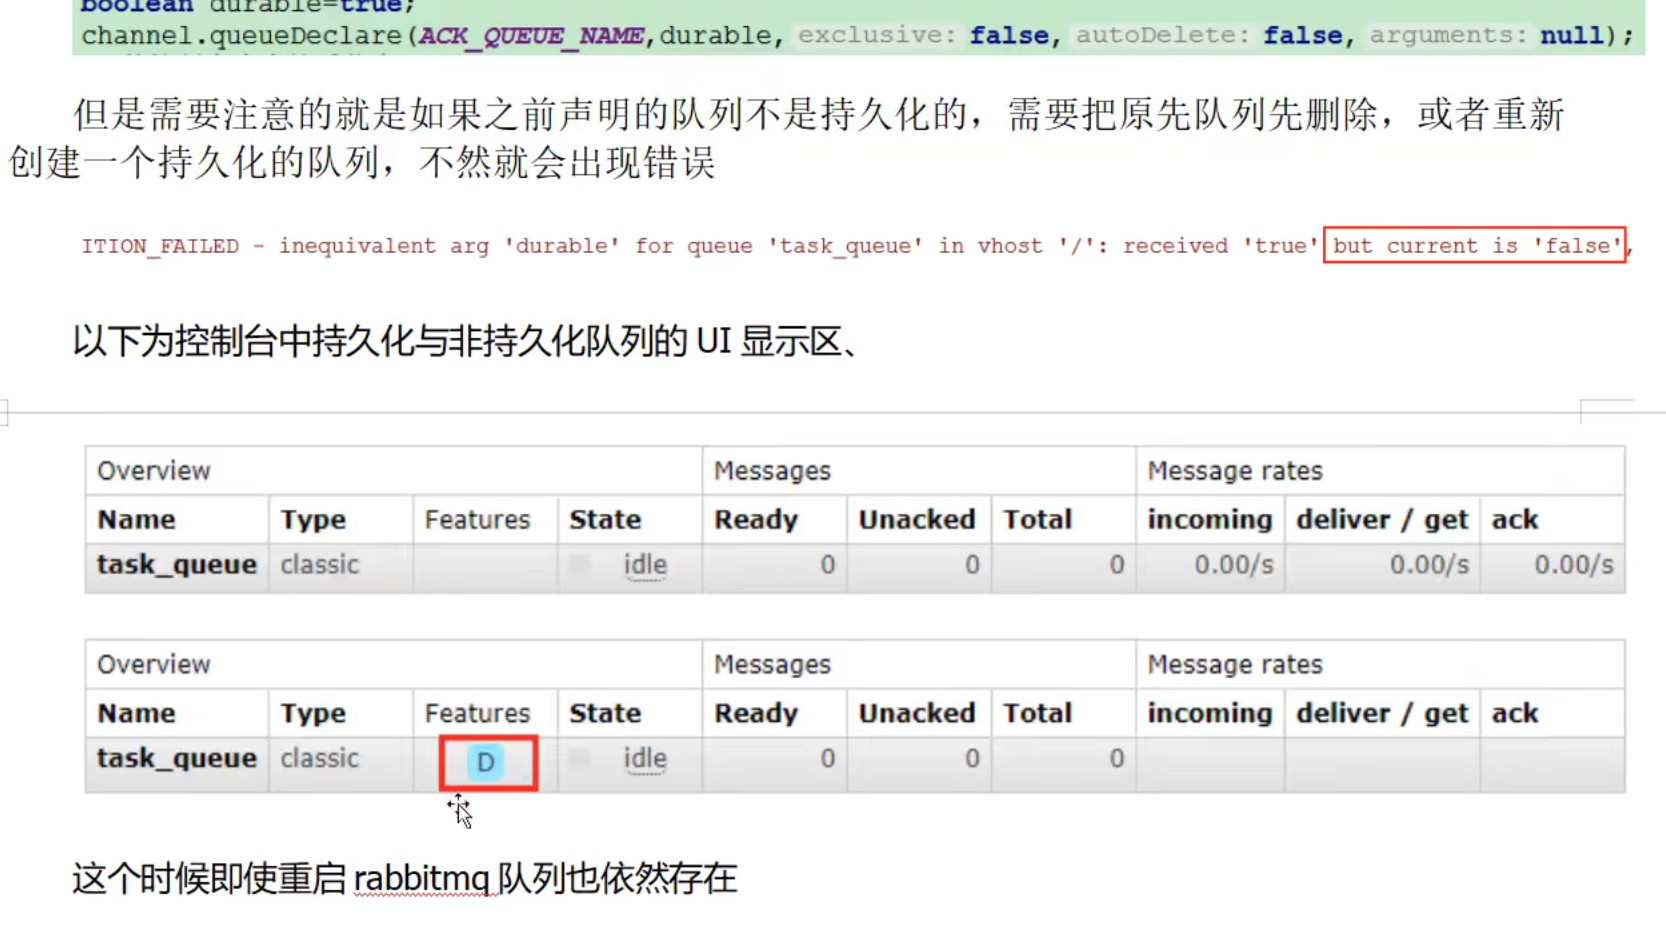 boolean durable=true;
channel.queueDeclare(ACK_QUEUE_NAME,durable, exclusive: false, autoDelete: false, arguments: null);
但是需要注意的就是如果之前声明的队列不是持久化的，需要把原先队列先删除，或者重新
创建一个持久化的队列，不然就会出现错误
ITION_FAILED - inequivalent arg 'durable' for queue 'task_queue' in vhost '/': received 'true' but current is 'false',
以下为控制台中持久化与非持久化队列的 UI 显示区、
Overview Messages Message rates
Name Type Features State Ready Unacked Total incoming deliver / get ack
task_queue classic idle 0 0 0 0.00/s 0.00/s 0.00/s
Overview Messages Message rates
Name Type Features State Ready Unacked Total incoming deliver / get ack
task_queue classic D idle 0 0 0
这个时候即使重启 rabbitmq 队列也依然存在